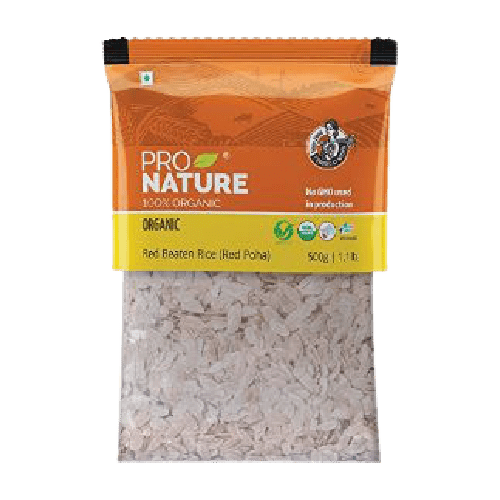 PRO
NATURE
100% ORGANIC
ORGANIC
Red Beaten Rice (Red Poha)
No GMO used
in production
500g | 1.1lb